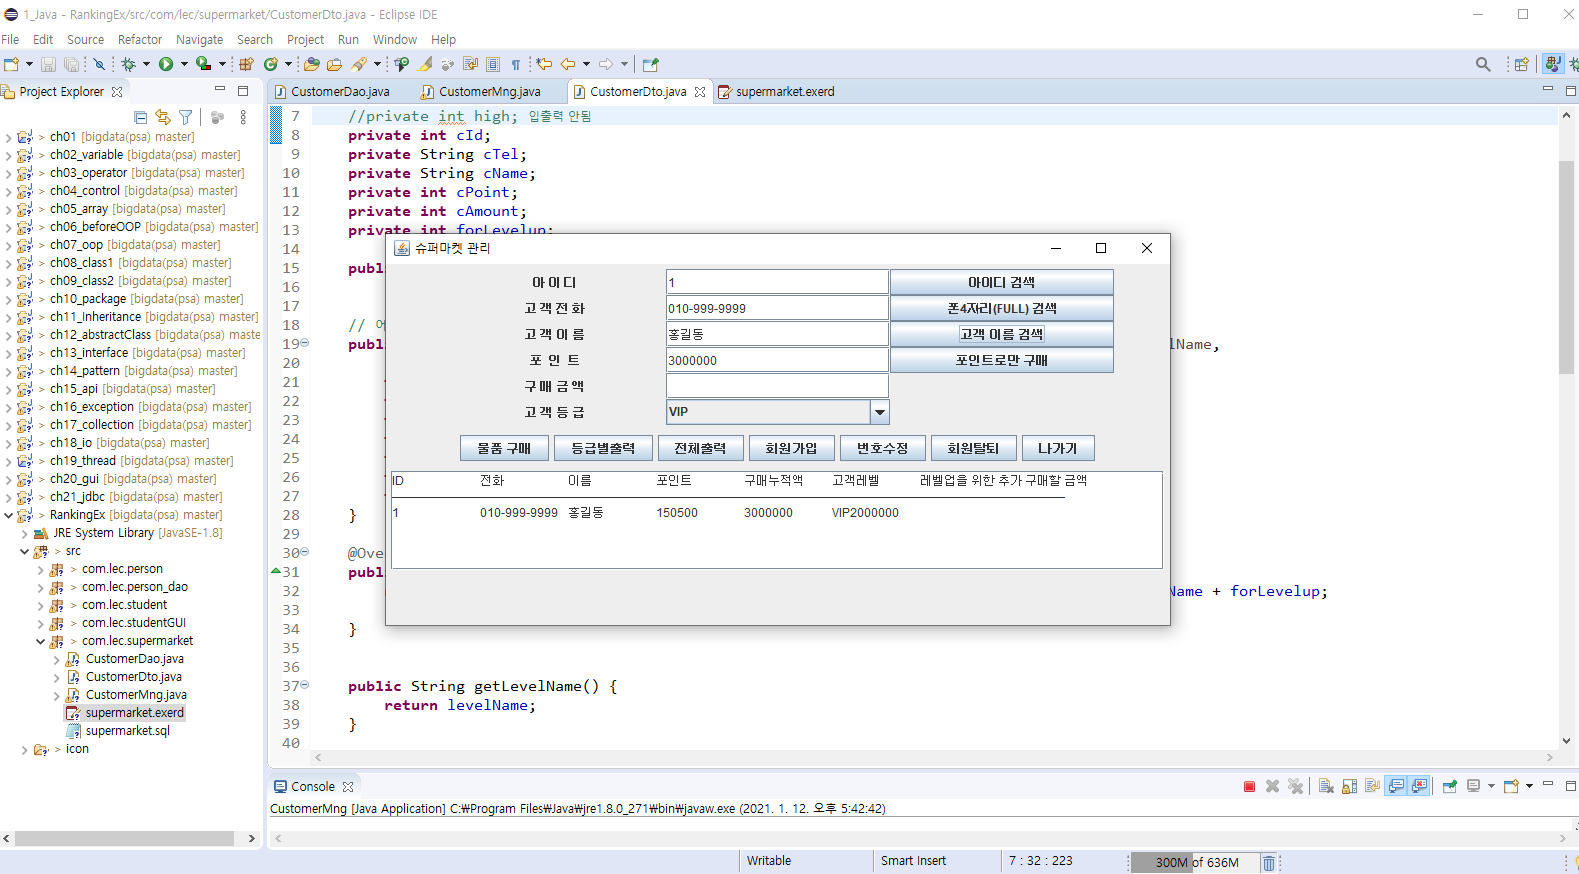 1_Java - RankingEx/src/com/lec/supermarket/CustomerDto.java - Eclipse IDE
File Edit Source Refactor Navigate Search Project Run Window Help
Project Explorer
CustomerDao.java CustomerMng.java CustomerDto.java supermarket.exerd
> ch01 [bigdata(psa) master]
> ch02_variable [bigdata(psa) master]
> ch03_operator [bigdata(psa) master]
> ch04_control [bigdata(psa) master]
> ch05_array [bigdata(psa) master]
> ch06_beforeOOP [bigdata(psa) master]
> ch07_oop [bigdata(psa) master]
> ch08_class1 [bigdata(psa) master]
> ch09_class2 [bigdata(psa) master]
> ch10_package [bigdata(psa) master]
> ch11_Inheritance [bigdata(psa) master]
> ch12_abstractClass [bigdata(psa) master]
> ch13_interface [bigdata(psa) master]
> ch14_pattern [bigdata(psa) master]
> ch15_api [bigdata(psa) master]
> ch16_exception [bigdata(psa) master]
> ch17_collection [bigdata(psa) master]
> ch18_io [bigdata(psa) master]
> ch19_thread [bigdata(psa) master]
> ch20_gui [bigdata(psa) master]
> ch21_jdbc [bigdata(psa) master]
> RankingEx [bigdata(psa) master]
JRE System Library [JavaSE-1.8]
> src
> com.lec.person
> com.lec.person_dao
> com.lec.student
> com.lec.studentGUI
> com.lec.supermarket
CustomerDao.java
CustomerDto.java
CustomerMng.java
supermarket.exerd
supermarket.sql
> icon
7 //private int high; 입출력 안됨
8 private int cId;
9 private String cTel;
10 private String cName;
11 private int cPoint;
12 private int cAmount;
13 private int forLevelup;
14
15 publ
16
17
18 // 
19 publ elName,
20
21
22
23
24
25
26
27
28 }
29
30 @Ove
31 publ
32 Name + forLevelup;
33
34 }
35
36
37 public String getLevelName() {
38 return levelName;
39 }
40
슈퍼마켓 관리
아 이 디 1 아이디 검색
고 객 전 화 010-999-9999 폰4자리(FULL) 검색
고 객 이 름 홍길동 고객 이름 검색
포 인 트 3000000 포인트로만 구매
구 매 금 액
고 객 등 급 VIP
물품 구매 등급별출력 전체출력 회원가입 번호수정 회원탈퇴 나가기
ID 전화 이름 포인트 구매누적액 고객레벨 레벨업을 위한 추가 구매할 금액
1 010-999-9999 홍길동 150500 3000000 VIP2000000
Console
CustomerMng [Java Application] C:₩Program Files₩Java₩jre1.8.0_271₩bin₩javaw.exe (2021. 1. 12. 오후 5:42:42)
Writable Smart Insert 7 : 32 : 223 300M of 636M